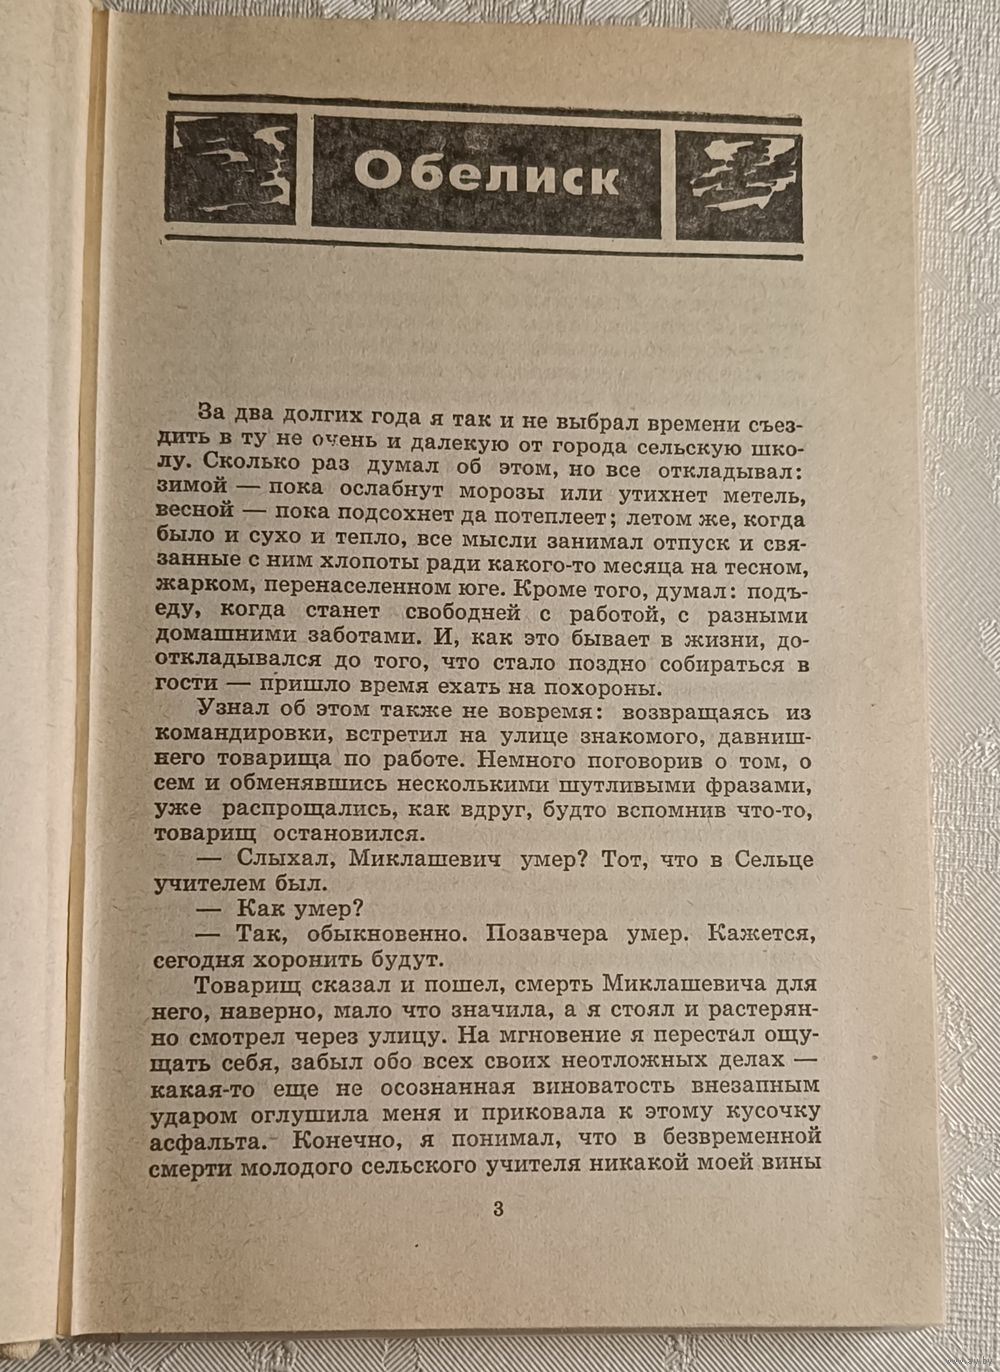 Обелиск
За два долгих года я так и не выбрал времени съез-
дить в ту не очень и далекую от города сельскую шко-
лу. Сколько раз думал об этом, но все откладывал:
зимой — пока ослабнут морозы или утихнет метель,
весной — пока подсохнет да потеплеет; летом же, когда
было и сухо и тепло, все мысли занимал отпуск и свя-
занные с ним хлопоты ради какого-то месяца на тесном,
жарком, перенаселенном юге. Кроме того, думал: подъ-
еду, когда станет свободней с работой, с разными
домашними заботами. И, как это бывает в жизни, до-
откладывался до того, что стало поздно собираться в
гости — пришло время ехать на похороны.
Узнал об этом также не вовремя: возвращаясь из
командировки, встретил на улице знакомого, давниш-
него товарища по работе. Немного поговорив о том, о
сем и обменявшись несколькими шутливыми фразами,
уже распрощались, как вдруг, будто вспомнив что-то,
товарищ остановился.
— Слыхал, Миклашевич умер? Тот, что в Сельце
учителем был.
— Как умер?
— Так, обыкновенно. Позавчера умер. Кажется,
сегодня хоронить будут.
Товарищ сказал и пошел, смерть Миклашевича для
него, наверно, мало что значила, а я стоял и растерян-
но смотрел через улицу. На мгновение я перестал ощу-
щать себя, забыл обо всех своих неотложных делах —
какая-то еще не осознанная виноватость внезапным
ударом оглушила меня и приковала к этому кусочку
асфальта. Конечно, я понимал, что в безвременной
смерти молодого сельского учителя никакой моей вины
3